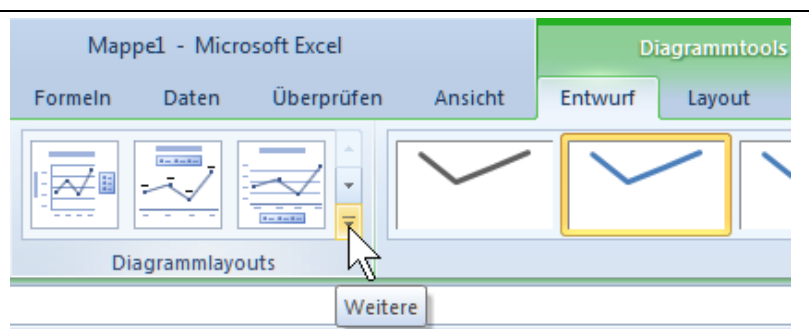 Mappe1 - Microsoft Excel
Diagrammtools
Formeln Daten Überprüfen Ansicht Entwurf Layout
Diagrammlayouts
Weitere